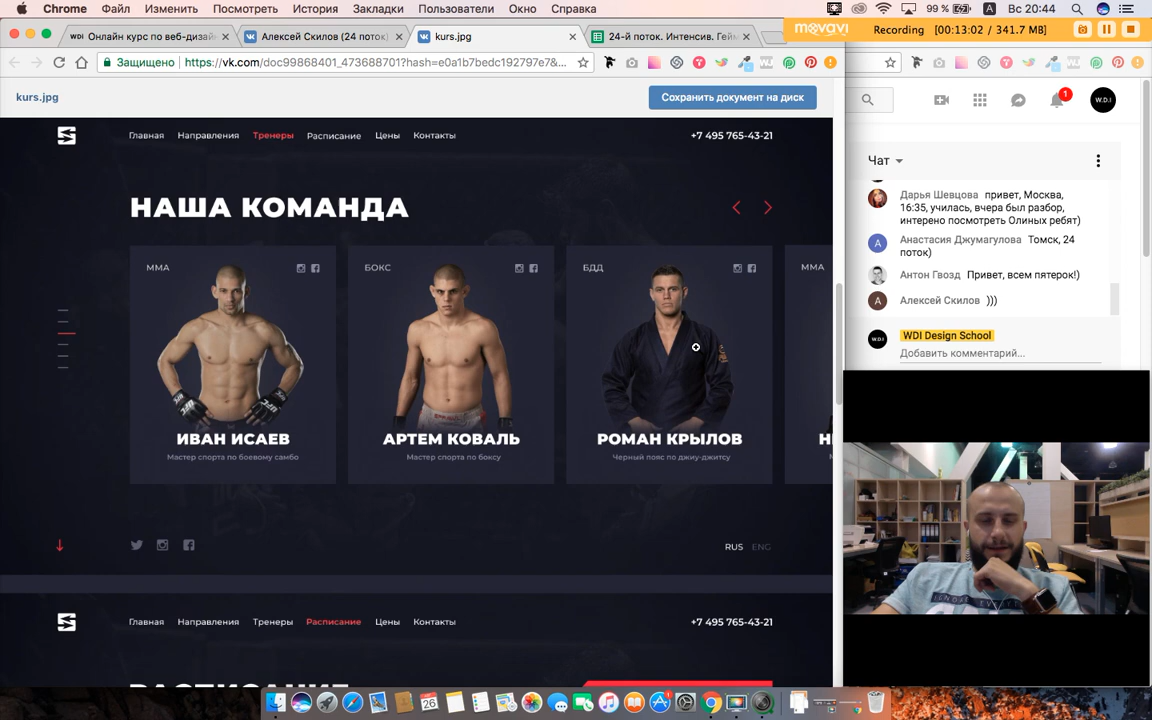 Chrome Файл Изменить Посмотреть История Закладки Пользователи Окно Справка 99 % A Вс 20:44
WDI Онлайн курс по веб-дизайн
Алексей Скилов (24 поток)
kurs.jpg
24-й поток. Интенсив. Гейм
movavi
Recording [00:13:02 / 341.7 MB]
Защищено https://vk.com/doc99868401_473688701?hash=e0a1b7bedc192797e7&...
kurs.jpg
Сохранить документ на диск
1
W.D.I
Главная Направления Тренеры Расписание Цены Контакты +7 495 765-43-21
НАША КОМАНДА
ММА
БОКС
БДД
ММА
ИВАН ИСАЕВ
Мастер спорта по боевому самбо
АРТЕМ КОВАЛЬ
Мастер спорта по боксу
РОМАН КРЫЛОВ
Черный пояс по джиу-джитсу
RUS ENG
Главная Направления Тренеры Расписание Цены Контакты +7 495 765-43-21
Чат
Дарья Шевцова привет, Москва,
16:35, училась, вчера был разбор,
интерено посмотреть Олиных ребят)
А
Анастасия Джумагулова Томск, 24
поток)
Антон Гвозд Привет, всем пятерок!)
А
Алексей Скилов )))
W.D.I
WDI Design School
Добавить комментарий...
26